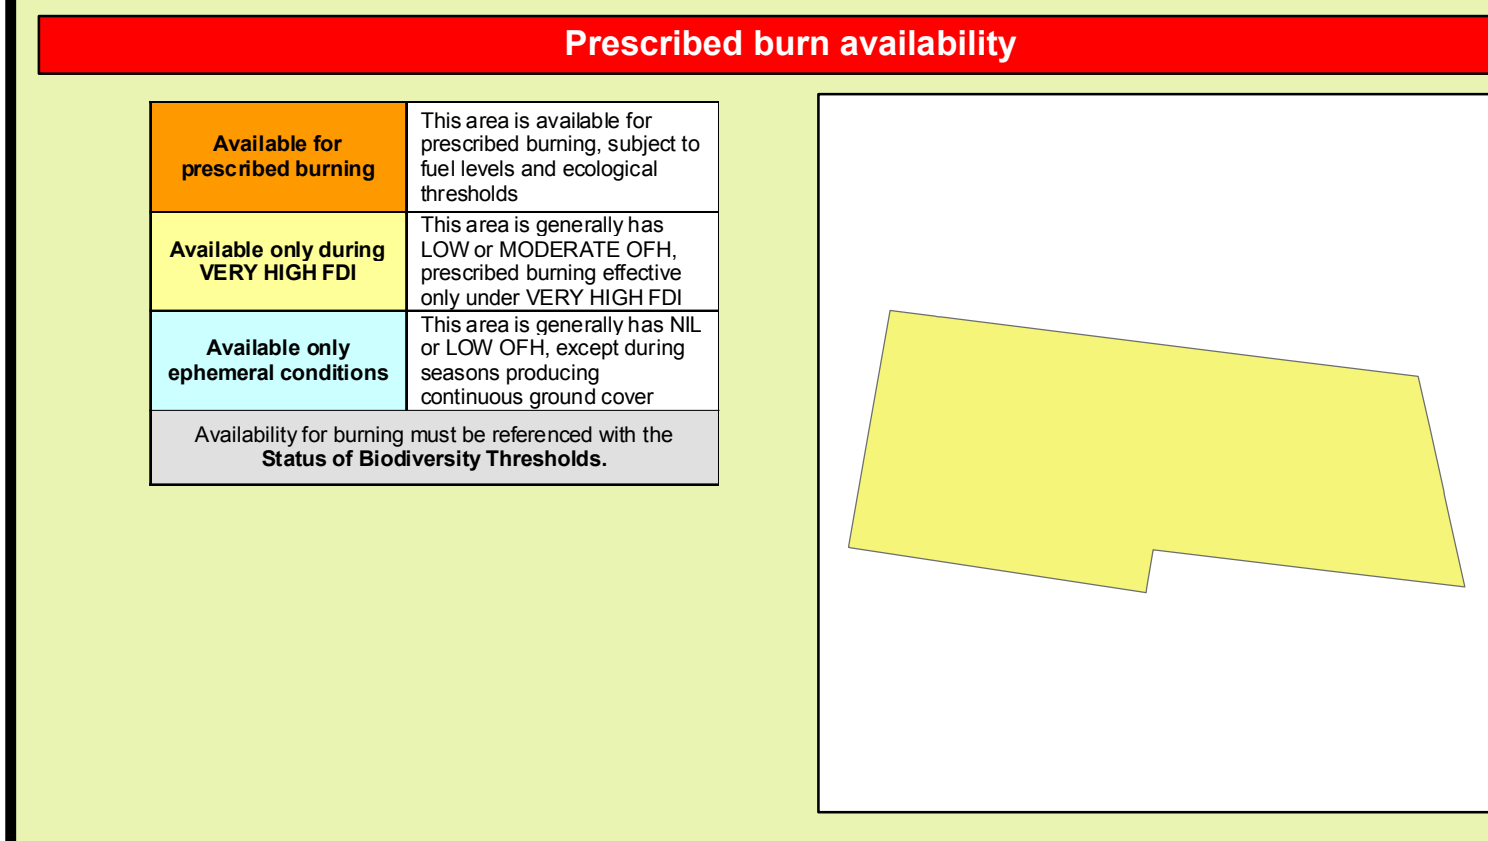 Prescribed burn availability
Available for
prescribed burning
This area is available for
prescribed burning, subject to
fuel levels and ecological
thresholds
Available only during
VERY HIGH FDI
This area is generally has
LOW or MODERATE OFH,
prescribed burning effective
only under VERY HIGH FDI
Available only
ephemeral conditions
This area is generally has NIL
or LOW OFH, except during
seasons producing
continuous ground cover
Availability for burning must be referenced with the
Status of Biodiversity Thresholds.